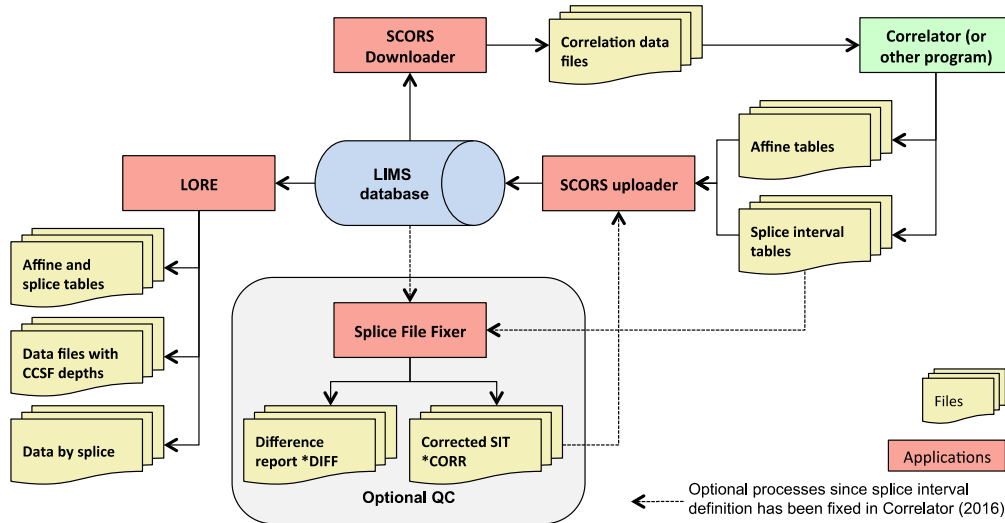 SCORS
Downloader
Correlation data
files
Correlator (or
other program)
Affine tables
LIMS
database
LORE
SCORS uploader
Splice interval
tables
Affine and
splice tables
Splice File Fixer
Data files with
CCSF depths
Files
Data by splice
Difference
report *DIFF
Corrected SIT
*CORR
Applications
Optional QC
Optional processes since splice interval
definition has been fixed in Correlator (2016)